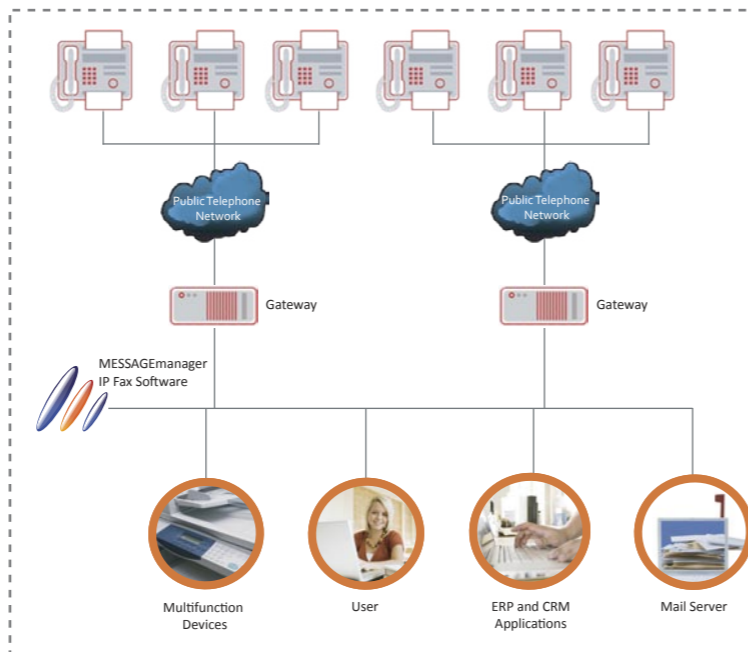 Public Telephone
Network
Public Telephone
Network
Gateway
Gateway
MESSAGEmanager
IP Fax Software
Multifunction
Devices
User
ERP and CRM
Applications
Mail Server